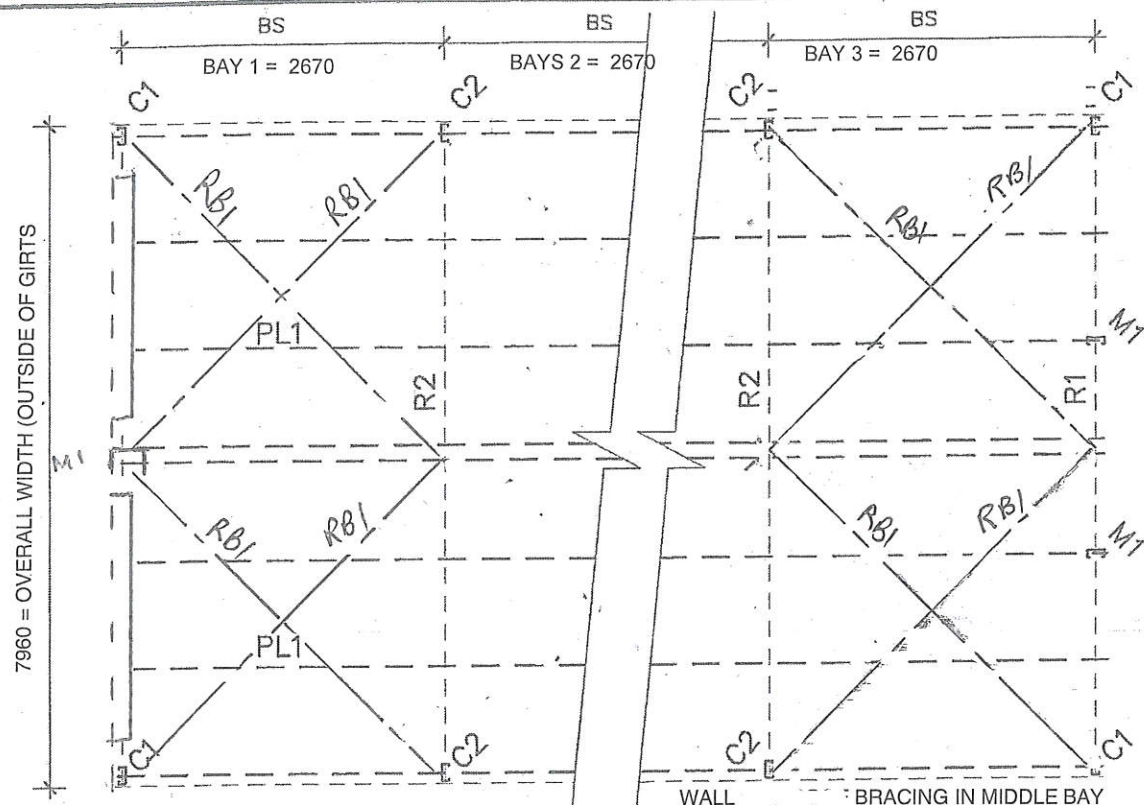 BS
BS
BS
BAY 1 = 2670
BAYS 2 = 2670
BAY 3 = 2670
C1
C2
C2
C1
RB1
RB1
RB1
RB1
PL1
M1
R2
R2
R1
7960 = OVERALL WIDTH (OUTSIDE OF GIRTS
M1
RB1
RB1
RB1
RB1
M1
PL1
C1
C2
C2
C1
WALL
BRACING IN MIDDLE BAY